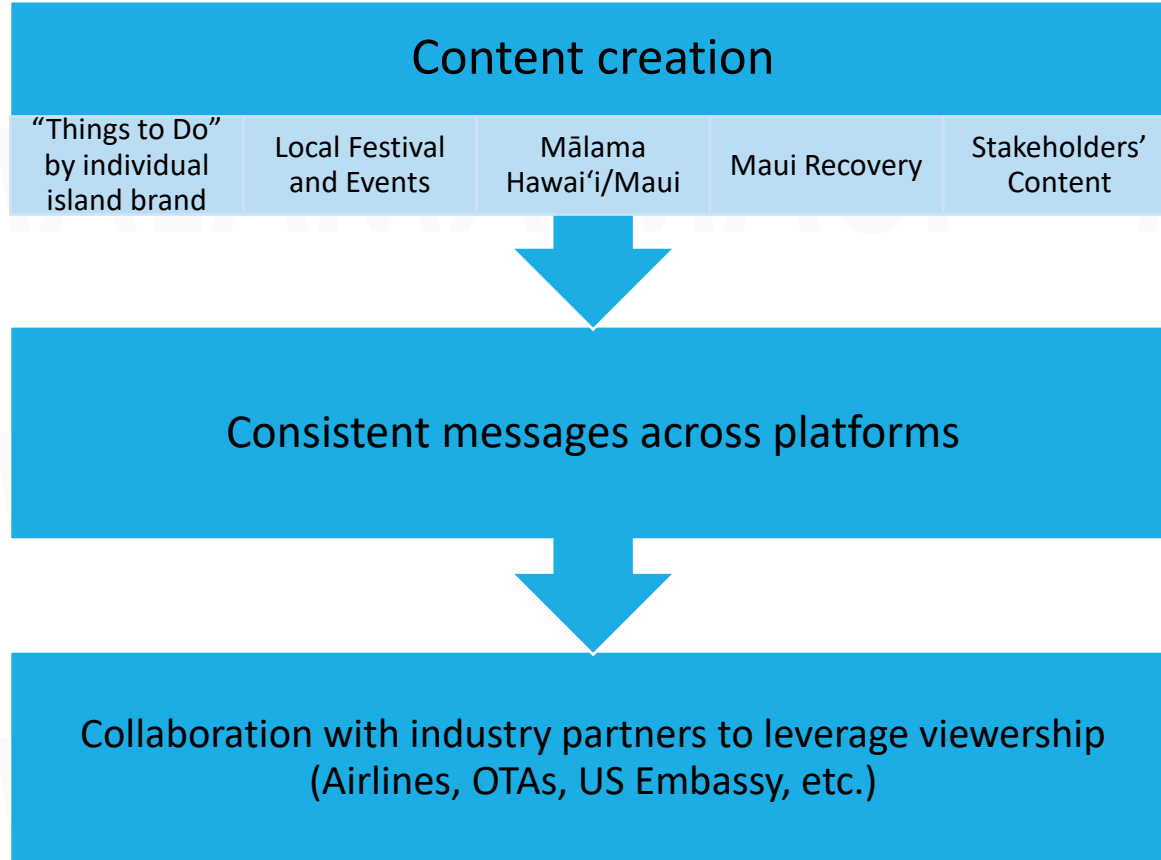 Content creation
“Things to Do”
by individual
island brand
Local Festival
and Events
Mālama
Hawaiʻi/Maui
Maui Recovery
Stakeholders’
Content
Consistent messages across platforms
Collaboration with industry partners to leverage viewership
(Airlines, OTAs, US Embassy, etc.)